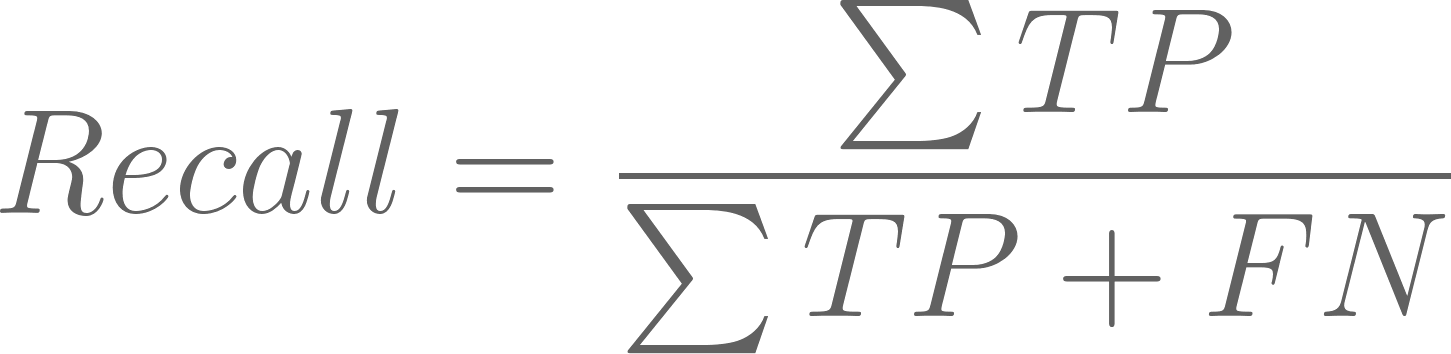 Recall = ∑ TP / ∑ TP + FN